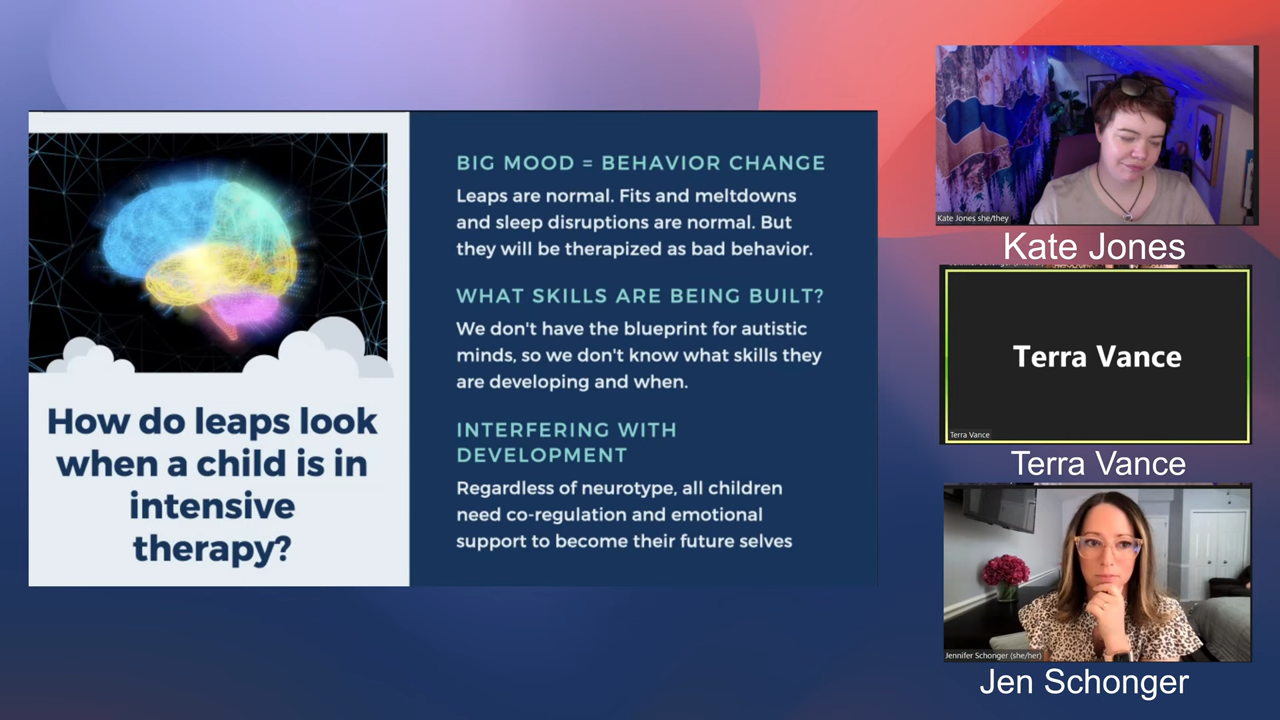 How do leaps look
when a child is in
intensive
therapy?
BIG MOOD = BEHAVIOR CHANGE
Leaps are normal. Fits and meltdowns
and sleep disruptions are normal. But
they will be therapized as bad behavior.
WHAT SKILLS ARE BEING BUILT?
We don't have the blueprint for autistic
minds, so we don't know what skills they
are developing and when.
INTERFERING WITH
DEVELOPMENT
Regardless of neurotype, all children
need co-regulation and emotional
support to become their future selves
Kate Jones she/they
Kate Jones
Terra Vance
Terra Vance
Terra Vance
Jennifer Schonger (she/her)
Jen Schonger